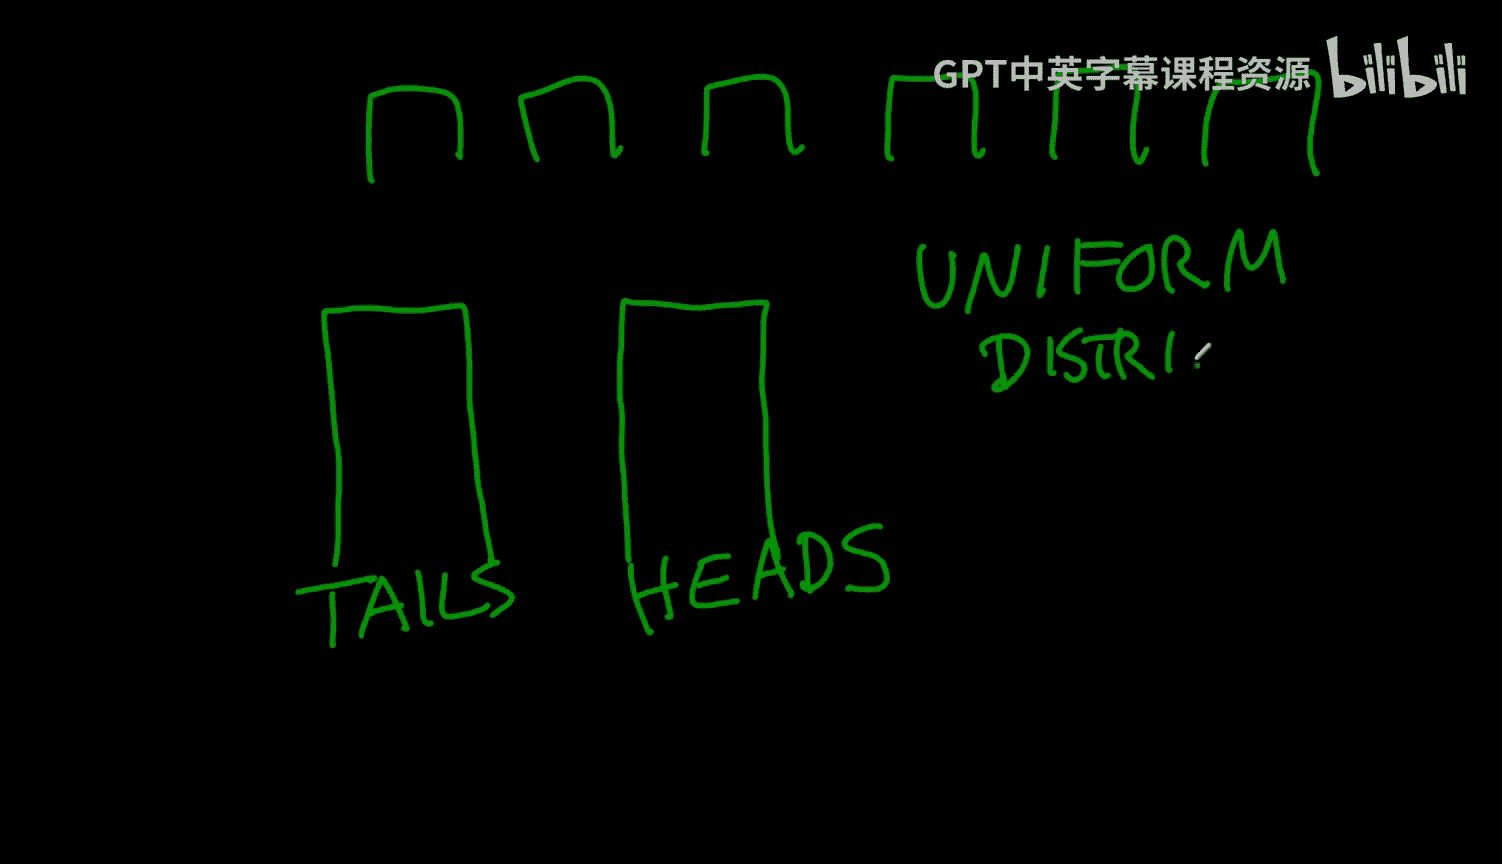 GPT中英字幕课程资源 bilibili
UNIFORM
DISTRI
TAILS HEADS